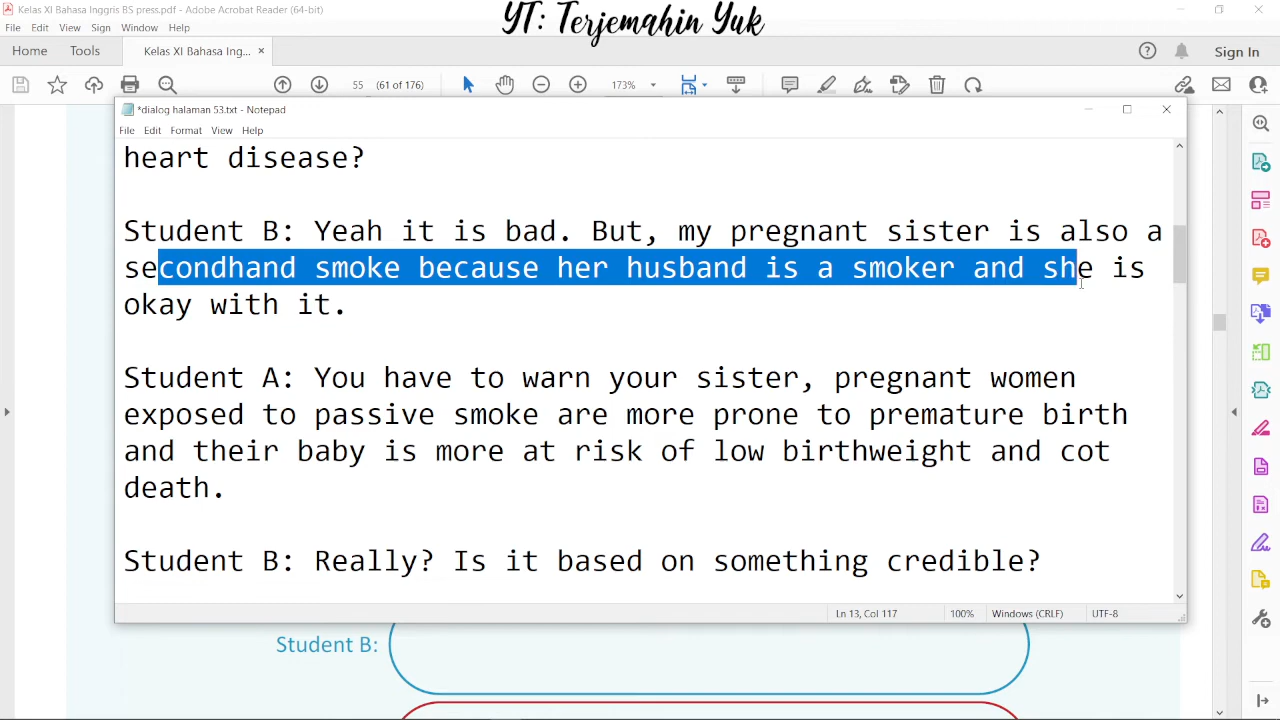 Kelas XI Bahasa Inggris BS press.pdf - Adobe Acrobat Reader (64-bit)
YT: Terjemahin Yuk
File Edit View Sign Window Help
Home Tools Kelas XI Bahasa Ing... × Sign In
55 (61 of 176) 173%
*dialog halaman 53.txt - Notepad
File Edit Format View Help
heart disease?
Student B: Yeah it is bad. But, my pregnant sister is also a
secondhand smoke because her husband is a smoker and she is
okay with it.
Student A: You have to warn your sister, pregnant women
exposed to passive smoke are more prone to premature birth
and their baby is more at risk of low birthweight and cot
death.
Student B: Really? Is it based on something credible?
Ln 13, Col 117 100% Windows (CRLF) UTF-8
Student B: